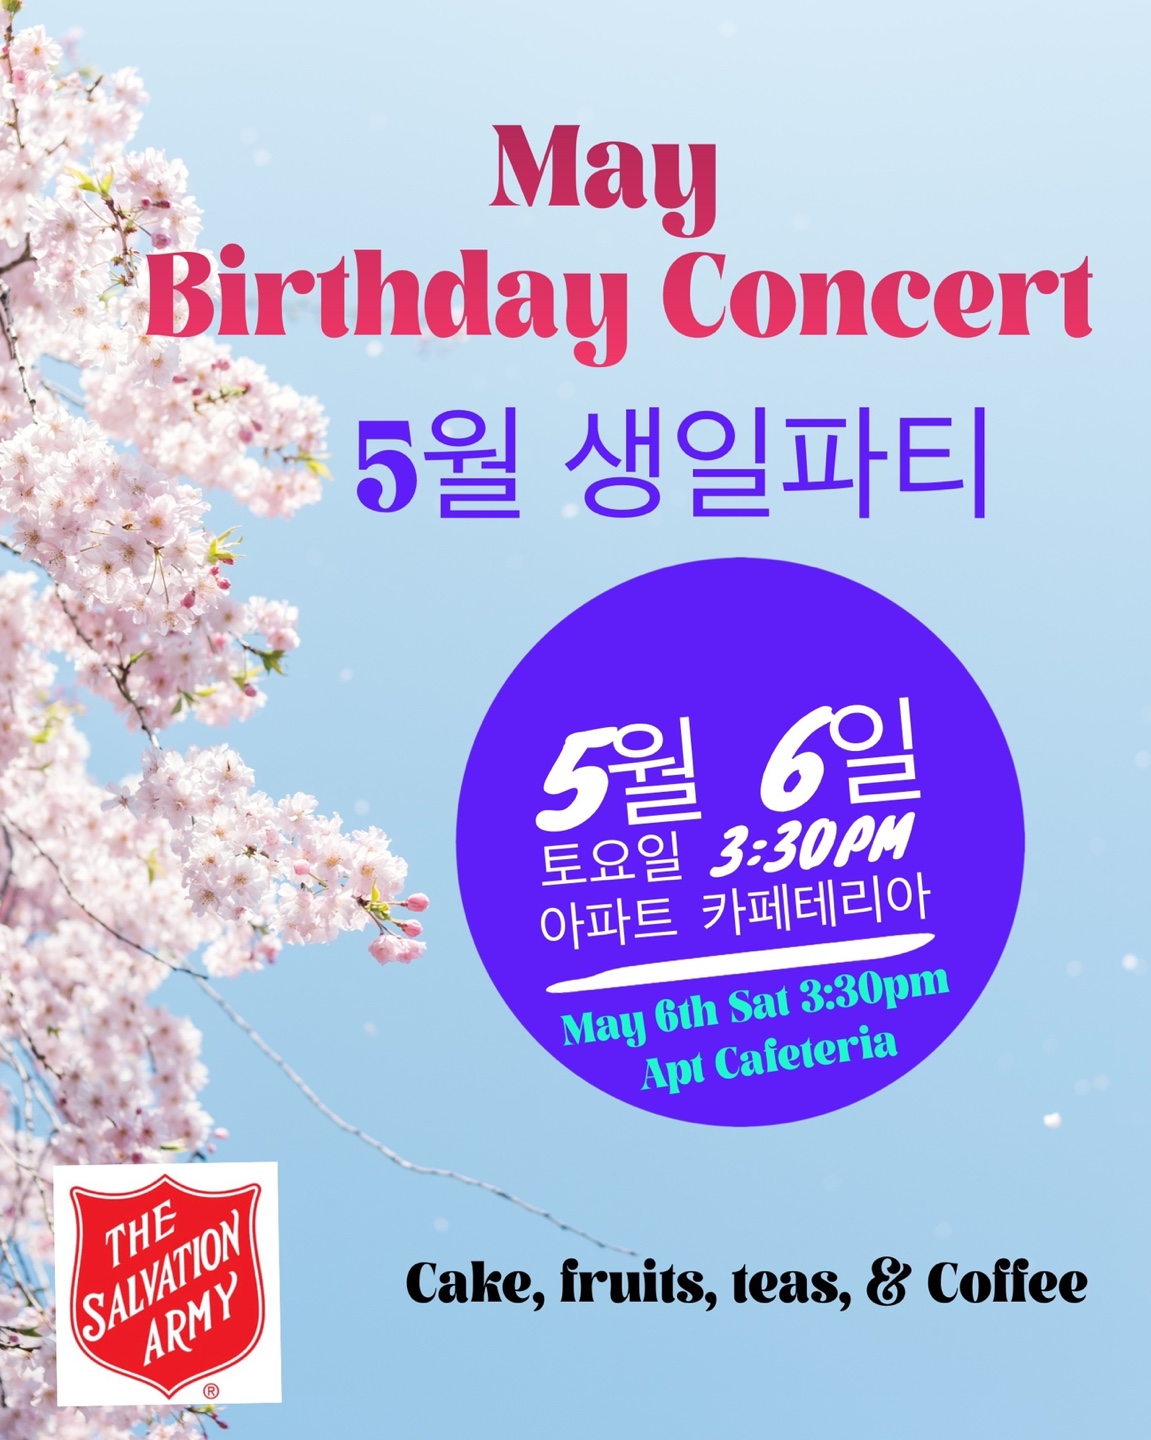 May
Birthday Concert
5월 생일파티
5월 6일
토요일 3:30PM
아파트 카페테리아
May 6th Sat 3:30pm
Apt Cafeteria
Cake, fruits, teas, & Coffee
THE
SALVATION
ARMY
®